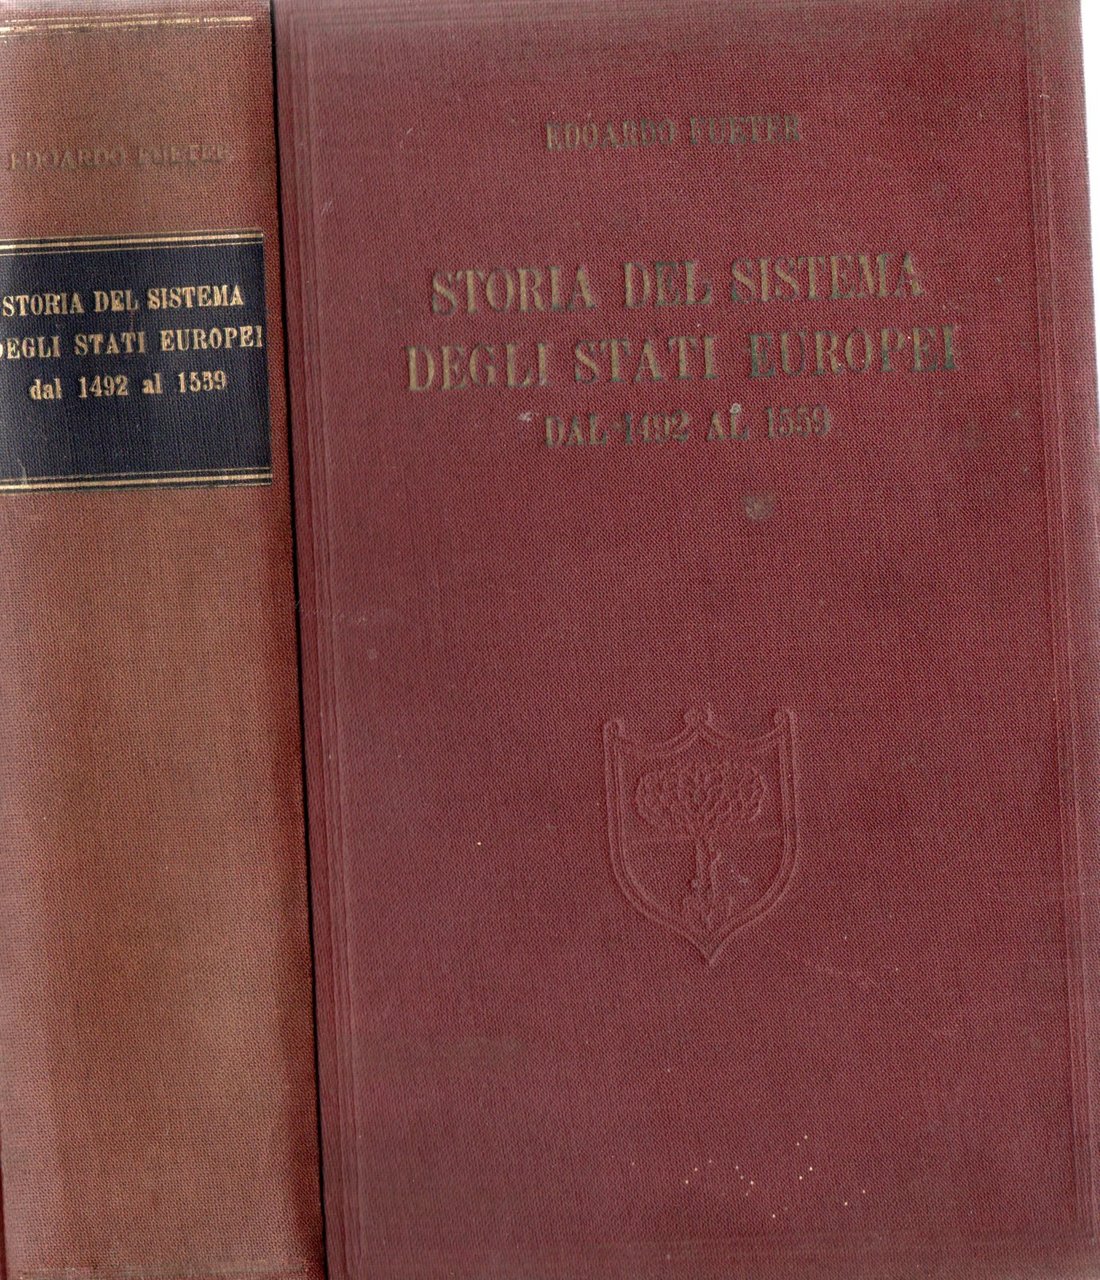 EDOARDO FUETER
STORIA DEL SISTEMA
DEGLI STATI EUROPEI
dal 1492 al 1559
EDOARDO FUETER
STORIA DEL SISTEMA
DEGLI STATI EUROPEI
DAL 1492 AL 1559